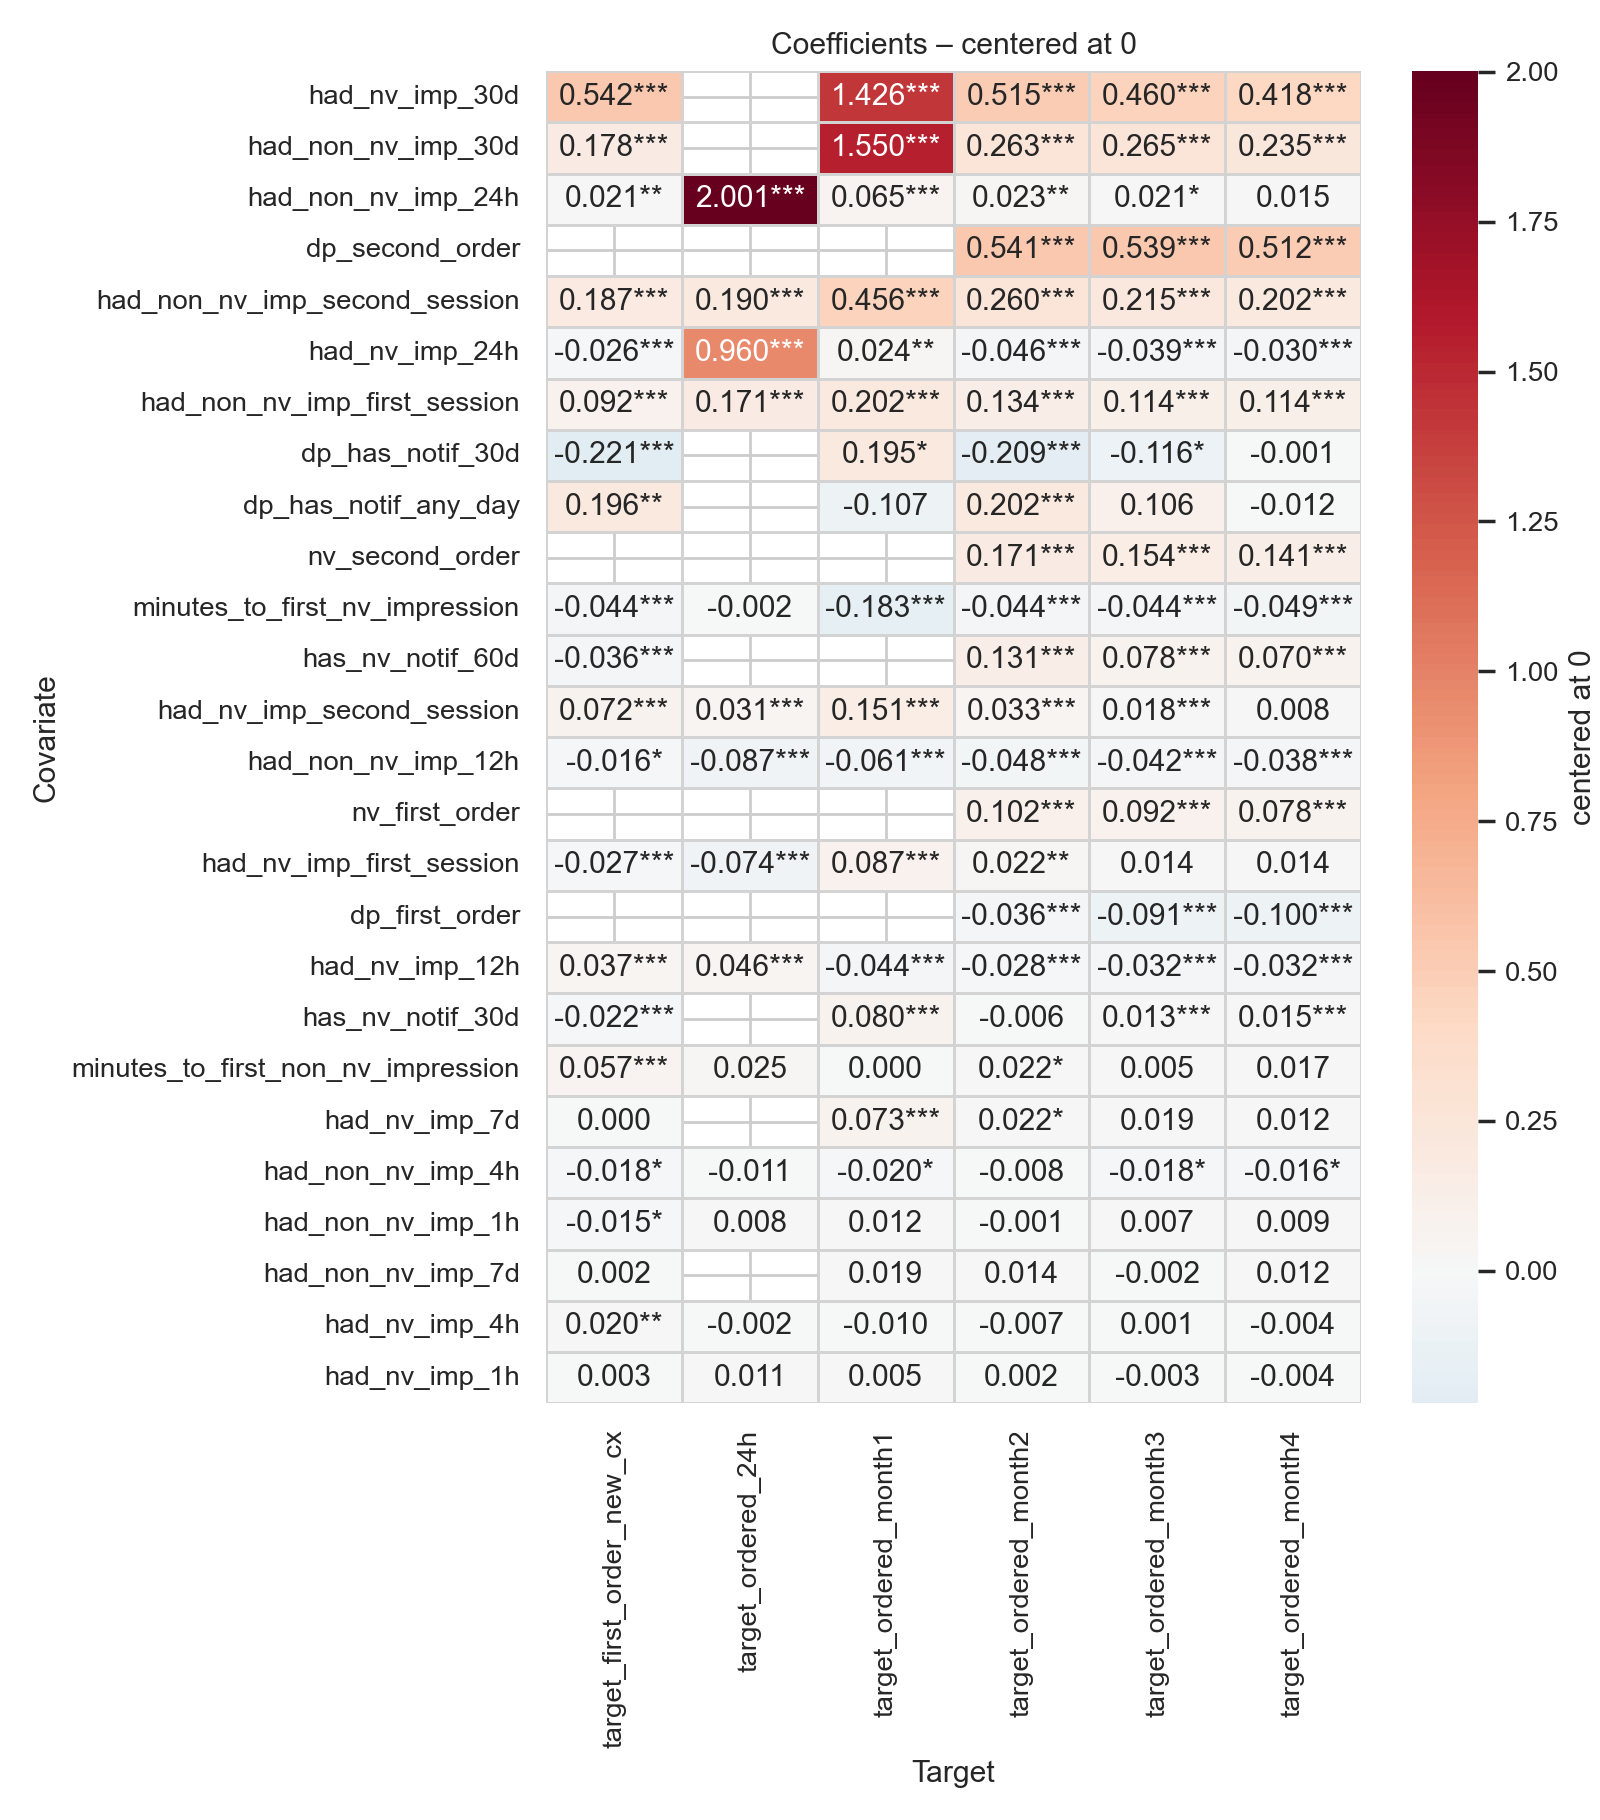 Coefficients – centered at 0
had_nv_imp_30d 0.542*** 1.426*** 0.515*** 0.460*** 0.418***
had_non_nv_imp_30d 0.178*** 1.550*** 0.263*** 0.265*** 0.235***
had_non_nv_imp_24h 0.021** 2.001*** 0.065*** 0.023** 0.021* 0.015
dp_second_order 0.541*** 0.539*** 0.512***
had_non_nv_imp_second_session 0.187*** 0.190*** 0.456*** 0.260*** 0.215*** 0.202***
had_nv_imp_24h -0.026*** 0.960*** 0.024** -0.046*** -0.039*** -0.030***
had_non_nv_imp_first_session 0.092*** 0.171*** 0.202*** 0.134*** 0.114*** 0.114***
dp_has_notif_30d -0.221*** 0.195* -0.209*** -0.116* -0.001
dp_has_notif_any_day 0.196** -0.107 0.202*** 0.106 -0.012
nv_second_order 0.171*** 0.154*** 0.141***
minutes_to_first_nv_impression -0.044*** -0.002 -0.183*** -0.044*** -0.044*** -0.049***
has_nv_notif_60d -0.036*** 0.131*** 0.078*** 0.070***
had_nv_imp_second_session 0.072*** 0.031*** 0.151*** 0.033*** 0.018*** 0.008
had_non_nv_imp_12h -0.016* -0.087*** -0.061*** -0.048*** -0.042*** -0.038***
nv_first_order 0.102*** 0.092*** 0.078***
had_nv_imp_first_session -0.027*** -0.074*** 0.087*** 0.022** 0.014 0.014
dp_first_order -0.036*** -0.091*** -0.100***
had_nv_imp_12h 0.037*** 0.046*** -0.044*** -0.028*** -0.032*** -0.032***
has_nv_notif_30d -0.022*** 0.080*** -0.006 0.013*** 0.015***
minutes_to_first_non_nv_impression 0.057*** 0.025 0.000 0.022* 0.005 0.017
had_nv_imp_7d 0.000 0.073*** 0.022* 0.019 0.012
had_non_nv_imp_4h -0.018* -0.011 -0.020* -0.008 -0.018* -0.016*
had_non_nv_imp_1h -0.015* 0.008 0.012 -0.001 0.007 0.009
had_non_nv_imp_7d 0.002 0.019 0.014 -0.002 0.012
had_nv_imp_4h 0.020** -0.002 -0.010 -0.007 0.001 -0.004
had_nv_imp_1h 0.003 0.011 0.005 0.002 -0.003 -0.004
Covariate
target_first_order_new_cx
target_ordered_24h
target_ordered_month1
target_ordered_month2
target_ordered_month3
target_ordered_month4
Target
2.00
1.75
1.50
1.25
1.00
0.75
0.50
0.25
0.00
centered at 0